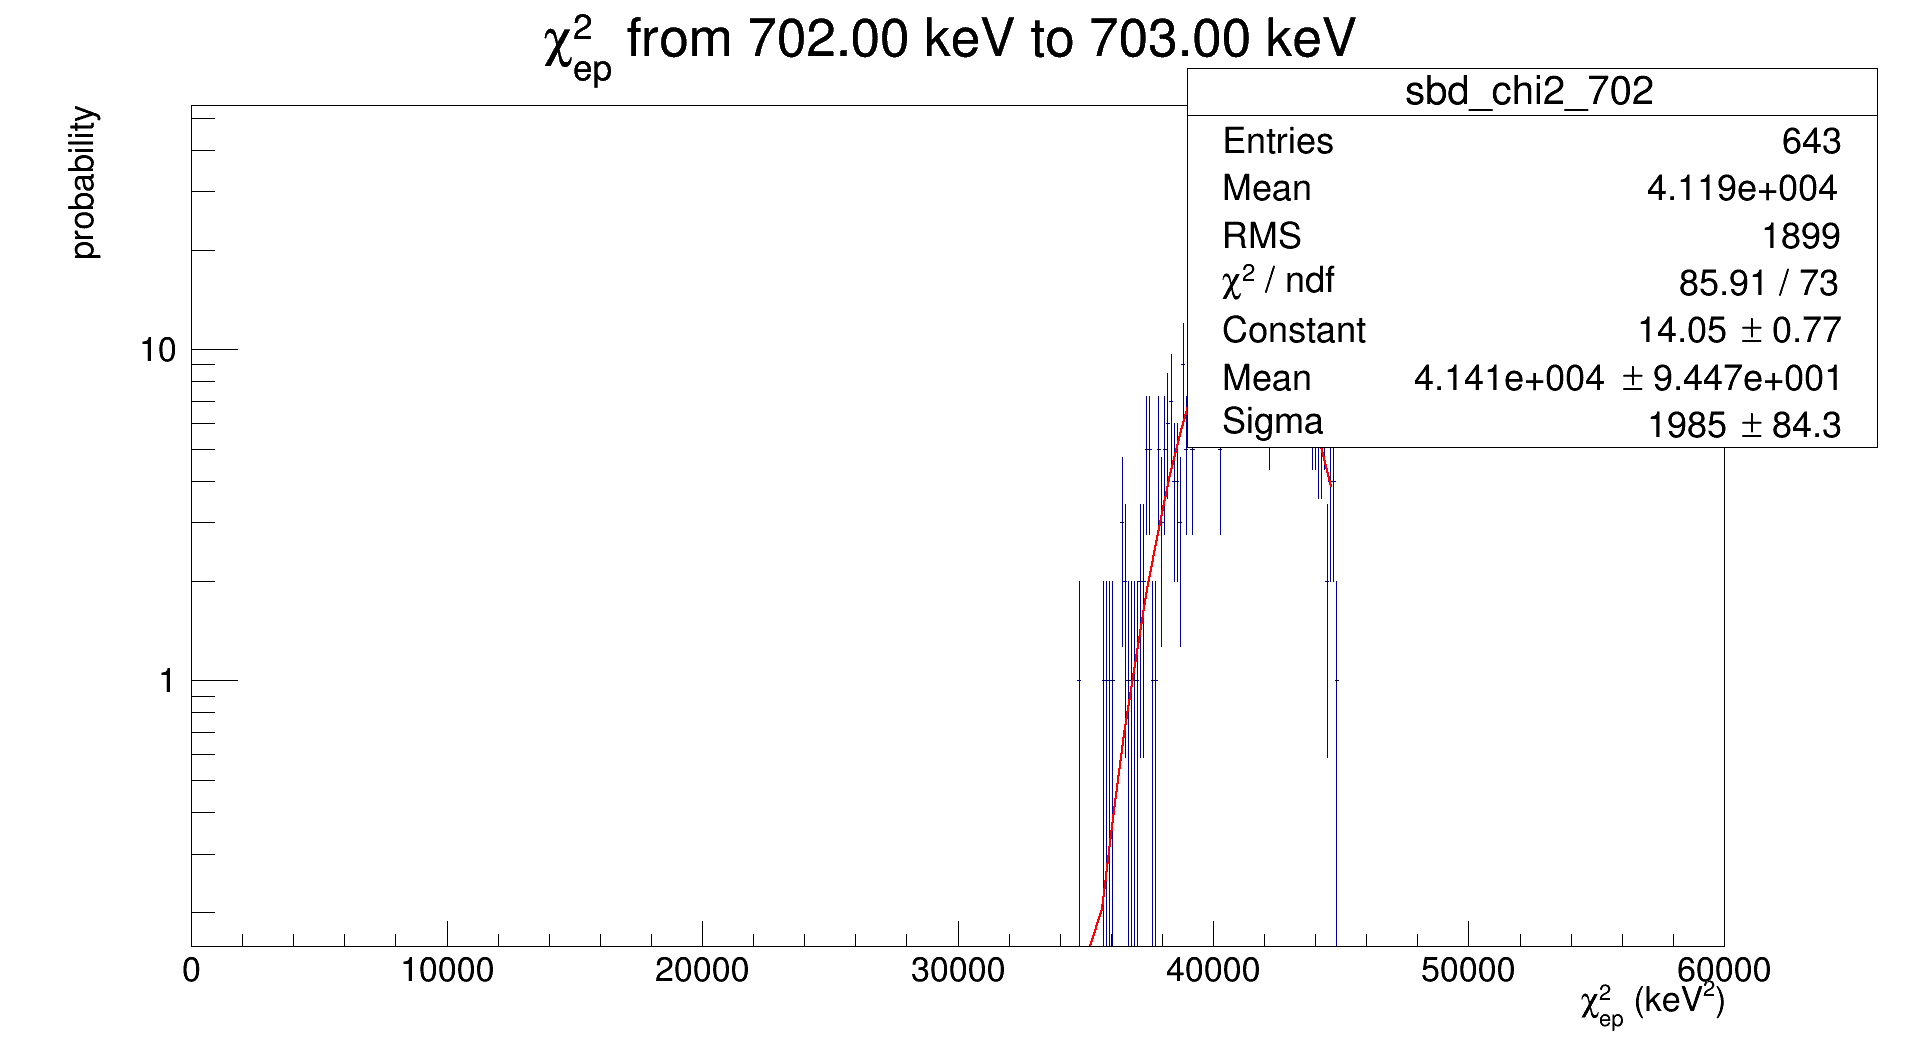 χ²ep from 702.00 keV to 703.00 keV
probability
sbd_chi2_702
Entries 643
Mean 4.119e+004
RMS 1899
χ² / ndf 85.91 / 73
Constant 14.05 ± 0.77
Mean 4.141e+004 ± 9.447e+001
Sigma 1985 ± 84.3
10
1
0 10000 20000 30000 40000 50000 60000
χ²ep (keV²)